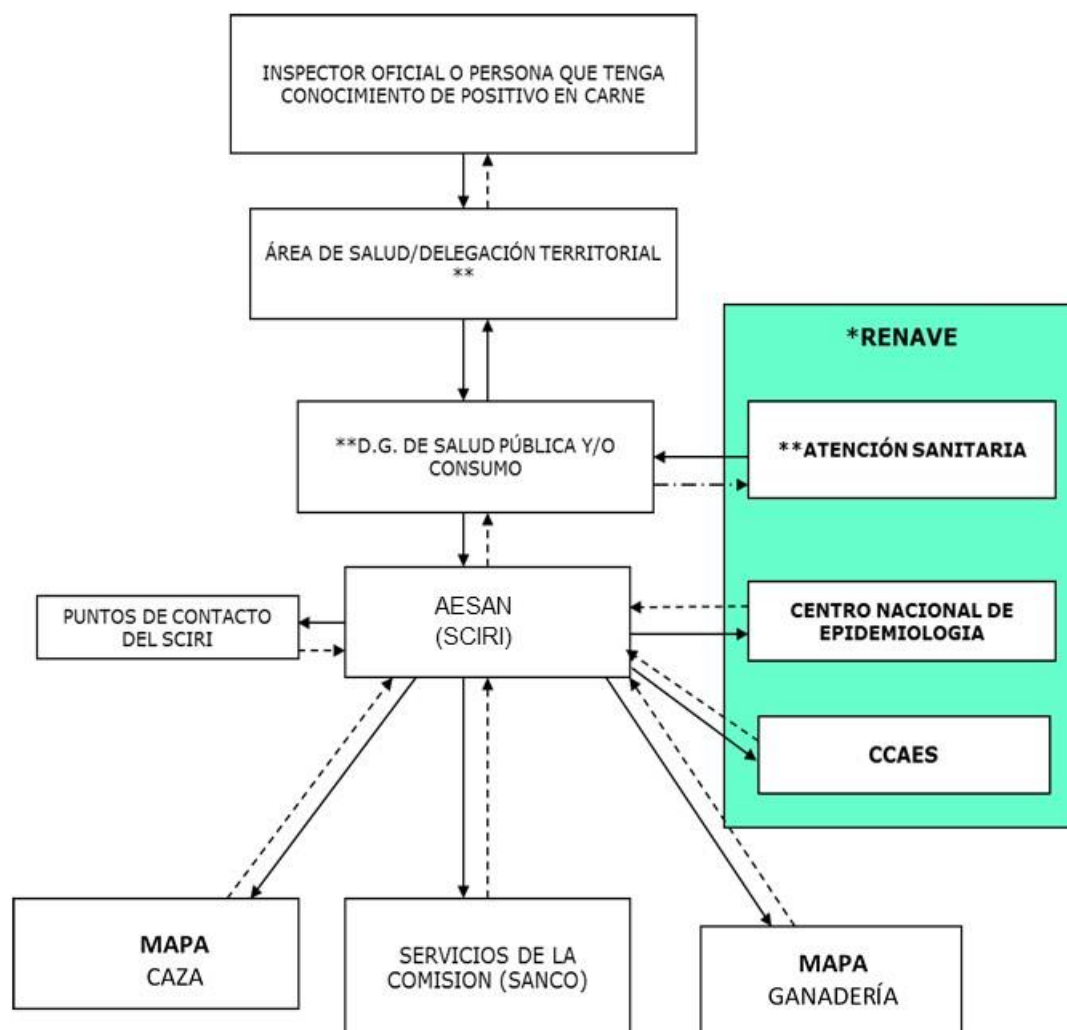 INSPECTOR OFICIAL O PERSONA QUE TENGA
CONOCIMIENTO DE POSITIVO EN CARNE
ÁREA DE SALUD/DELEGACIÓN TERRITORIAL
**
*RENAVE
**D.G. DE SALUD PÚBLICA Y/O
CONSUMO
**ATENCIÓN SANITARIA
AESAN
(SCIRI)
PUNTOS DE CONTACTO
DEL SCIRI
CENTRO NACIONAL DE
EPIDEMIOLOGIA
CCAES
MAPA
CAZA
SERVICIOS DE LA
COMISION (SANCO)
MAPA
GANADERÍA